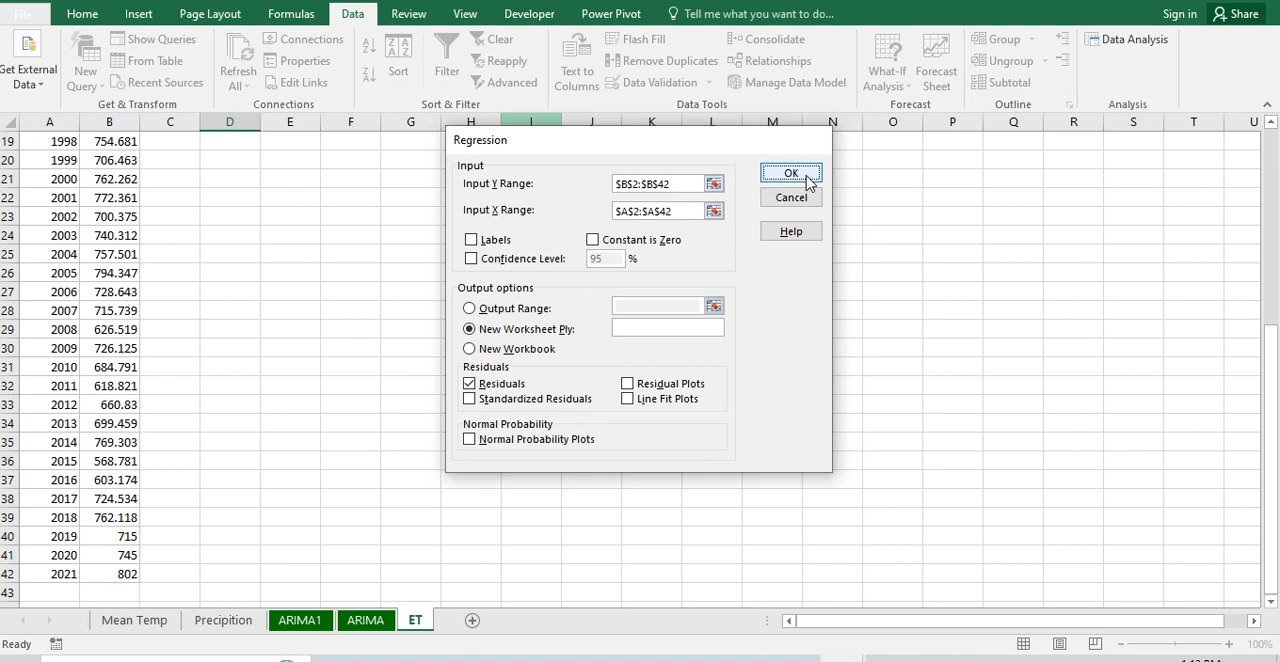 File Home Insert Page Layout Formulas Data Review View Developer Power Pivot Tell me what you want to do... Sign in Share
Get External Data
New Query
Show Queries
From Table
Recent Sources
Get & Transform
Refresh All
Connections
Properties
Edit Links
Connections
Sort
Filter
Clear
Reapply
Advanced
Sort & Filter
Text to Columns
Flash Fill
Remove Duplicates
Data Validation
Consolidate
Relationships
Manage Data Model
Data Tools
What-If Analysis
Forecast Sheet
Forecast
Group
Ungroup
Subtotal
Outline
Data Analysis
Analysis
A B C D E F G H I J K L M N O P Q R S T U
19 1998 754.681
20 1999 706.463
21 2000 762.262
22 2001 772.361
23 2002 700.375
24 2003 740.312
25 2004 757.501
26 2005 794.347
27 2006 728.643
28 2007 715.739
29 2008 626.519
30 2009 726.125
31 2010 684.791
32 2011 618.821
33 2012 660.83
34 2013 699.459
35 2014 769.303
36 2015 568.781
37 2016 603.174
38 2017 724.534
39 2018 762.118
40 2019 715
41 2020 745
42 2021 802
43
Regression
Input
Input Y Range: $B$2:$B$42
Input X Range: $A$2:$A$42
Labels Constant is Zero
Confidence Level: 95 %
Output options
Output Range:
New Worksheet Ply:
New Workbook
Residuals
Residuals Residual Plots
Standardized Residuals Line Fit Plots
Normal Probability
Normal Probability Plots
OK
Cancel
Help
Mean Temp Precipition ARIMA1 ARIMA ET
Ready 100%